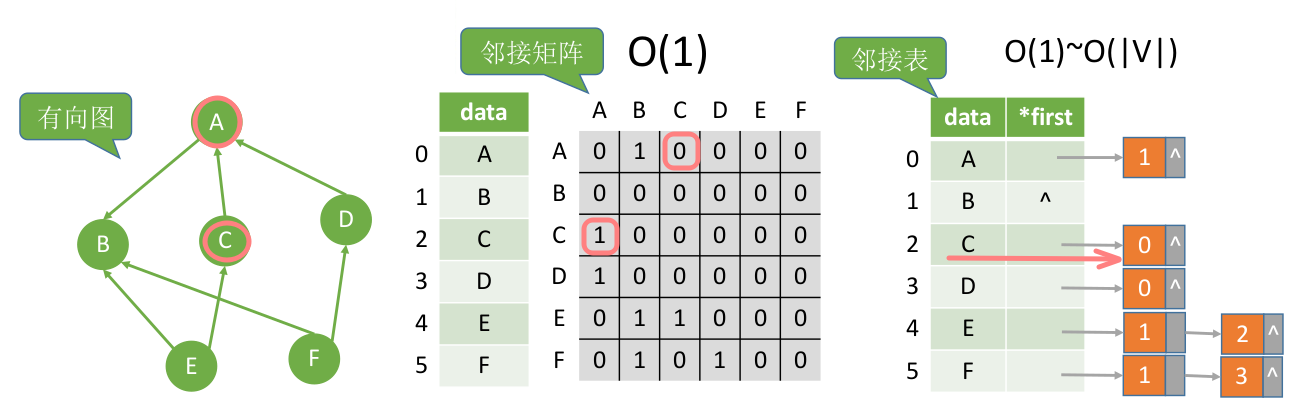 有向图
A
B
C
D
E
F
邻接矩阵
O(1)
data
0 A
1 B
2 C
3 D
4 E
5 F
A B C D E F
A 0 1 0 0 0 0
B 0 0 0 0 0 0
C 1 0 0 0 0 0
D 1 0 0 0 0 0
E 0 1 1 0 0 0
F 0 1 0 1 0 0
邻接表
O(1)~O(|V|)
data *first
0 A 1 ^
1 B ^
2 C 0 ^
3 D 0 ^
4 E 1 2 ^
5 F 1 3 ^